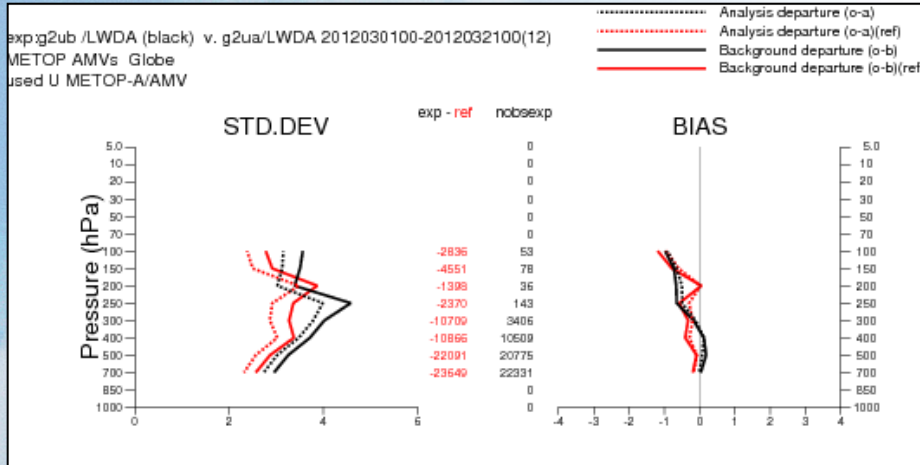 exp:g2ub /LWDA (black) v. g2ua/LWDA 2012030100-2012032100(12)
METOP AMVs Globe
used U METOP-A/AMV
Analysis departure (o-a)
Analysis departure (o-a)(ref)
Background departure (o-b)
Background departure (o-b)(ref
STD.DEV
exp - ref nobsexp
BIAS
Pressure (hPa)
5.0 0 5.0
10 0 10
20 0 20
30 0 30
50 0 50
70 0 70
100 -2836 53 100
150 -4551 78 150
200 -1398 36 200
250 -2370 143 250
300 -10709 3406 300
400 -10866 10509 400
500 -22091 20775 500
700 -23649 22331 700
850 0 850
1000 0 1000
0 2 4 6
-4 -3 -2 -1 0 1 2 3 4